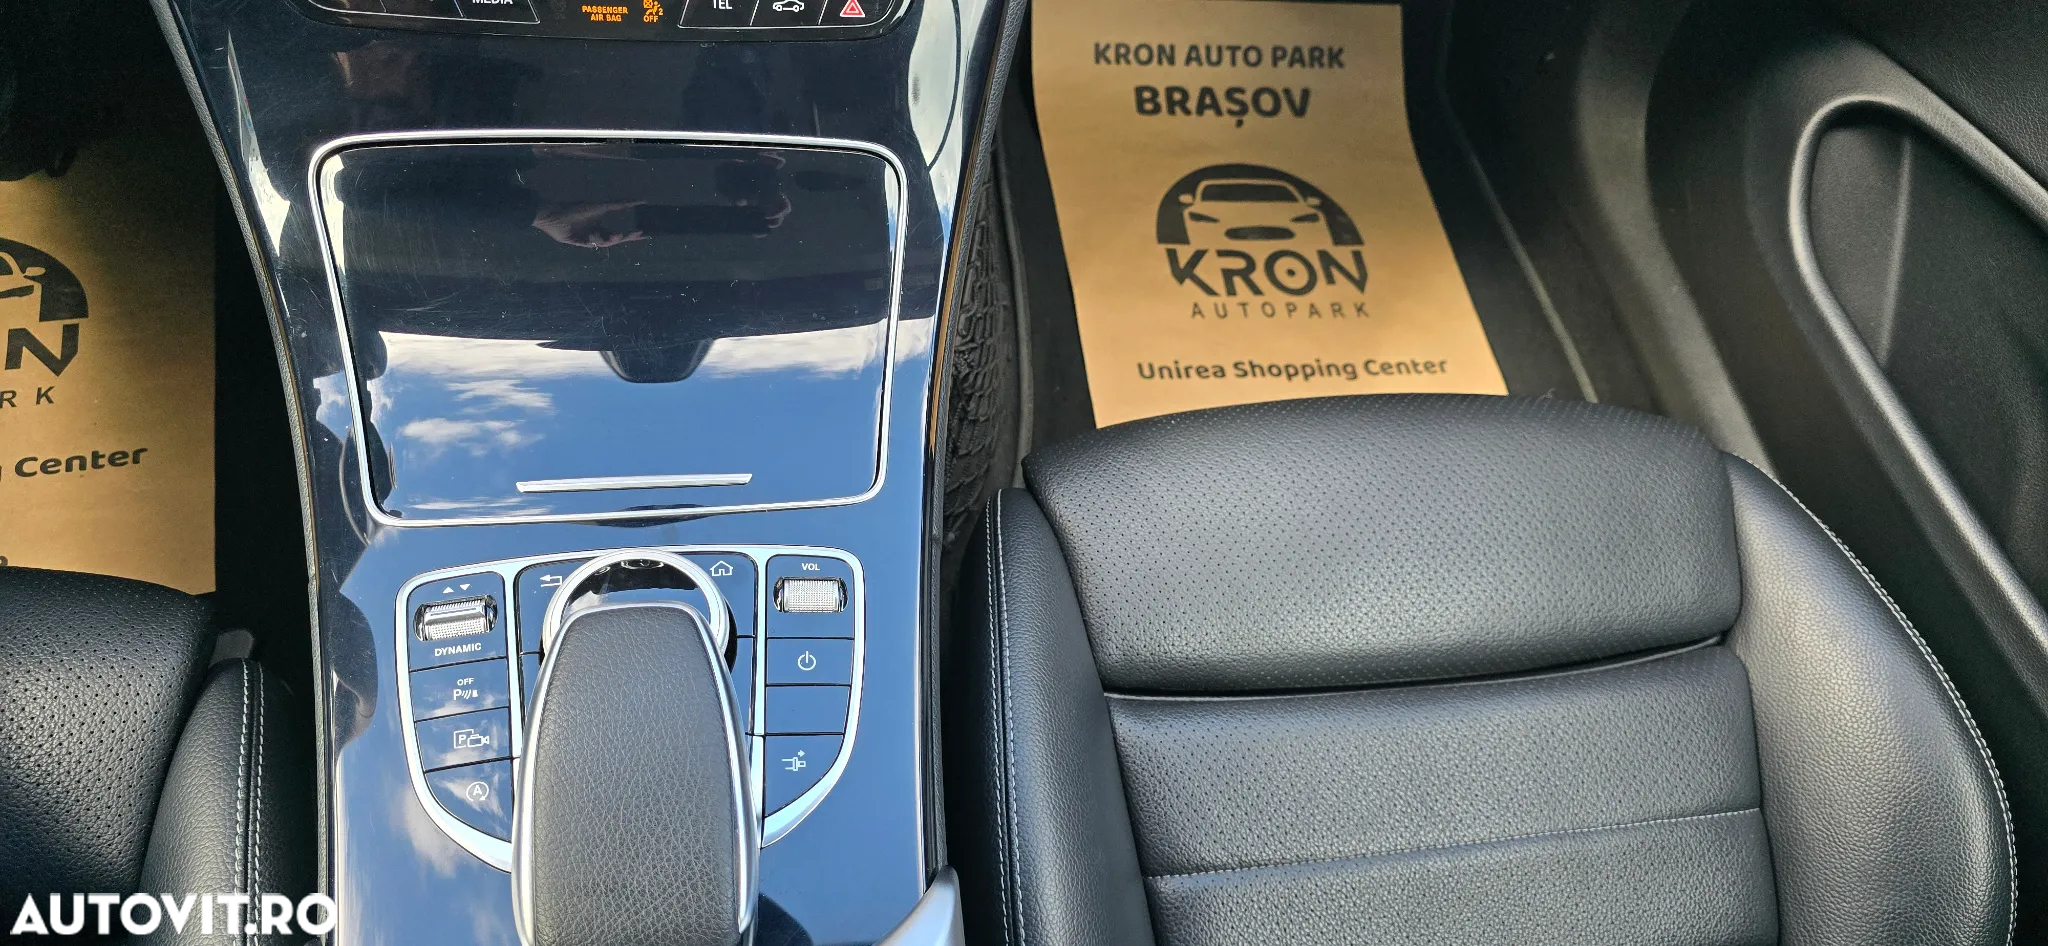 MEDIA
PASSENGER
AIR BAG
2
OFF
TEL
KRON AUTO PARK
BRAȘOV
KRON
AUTOPARK
Unirea Shopping Center
Center
VOL
DYNAMIC
OFF
P
P
A
AUTOVIT.RO